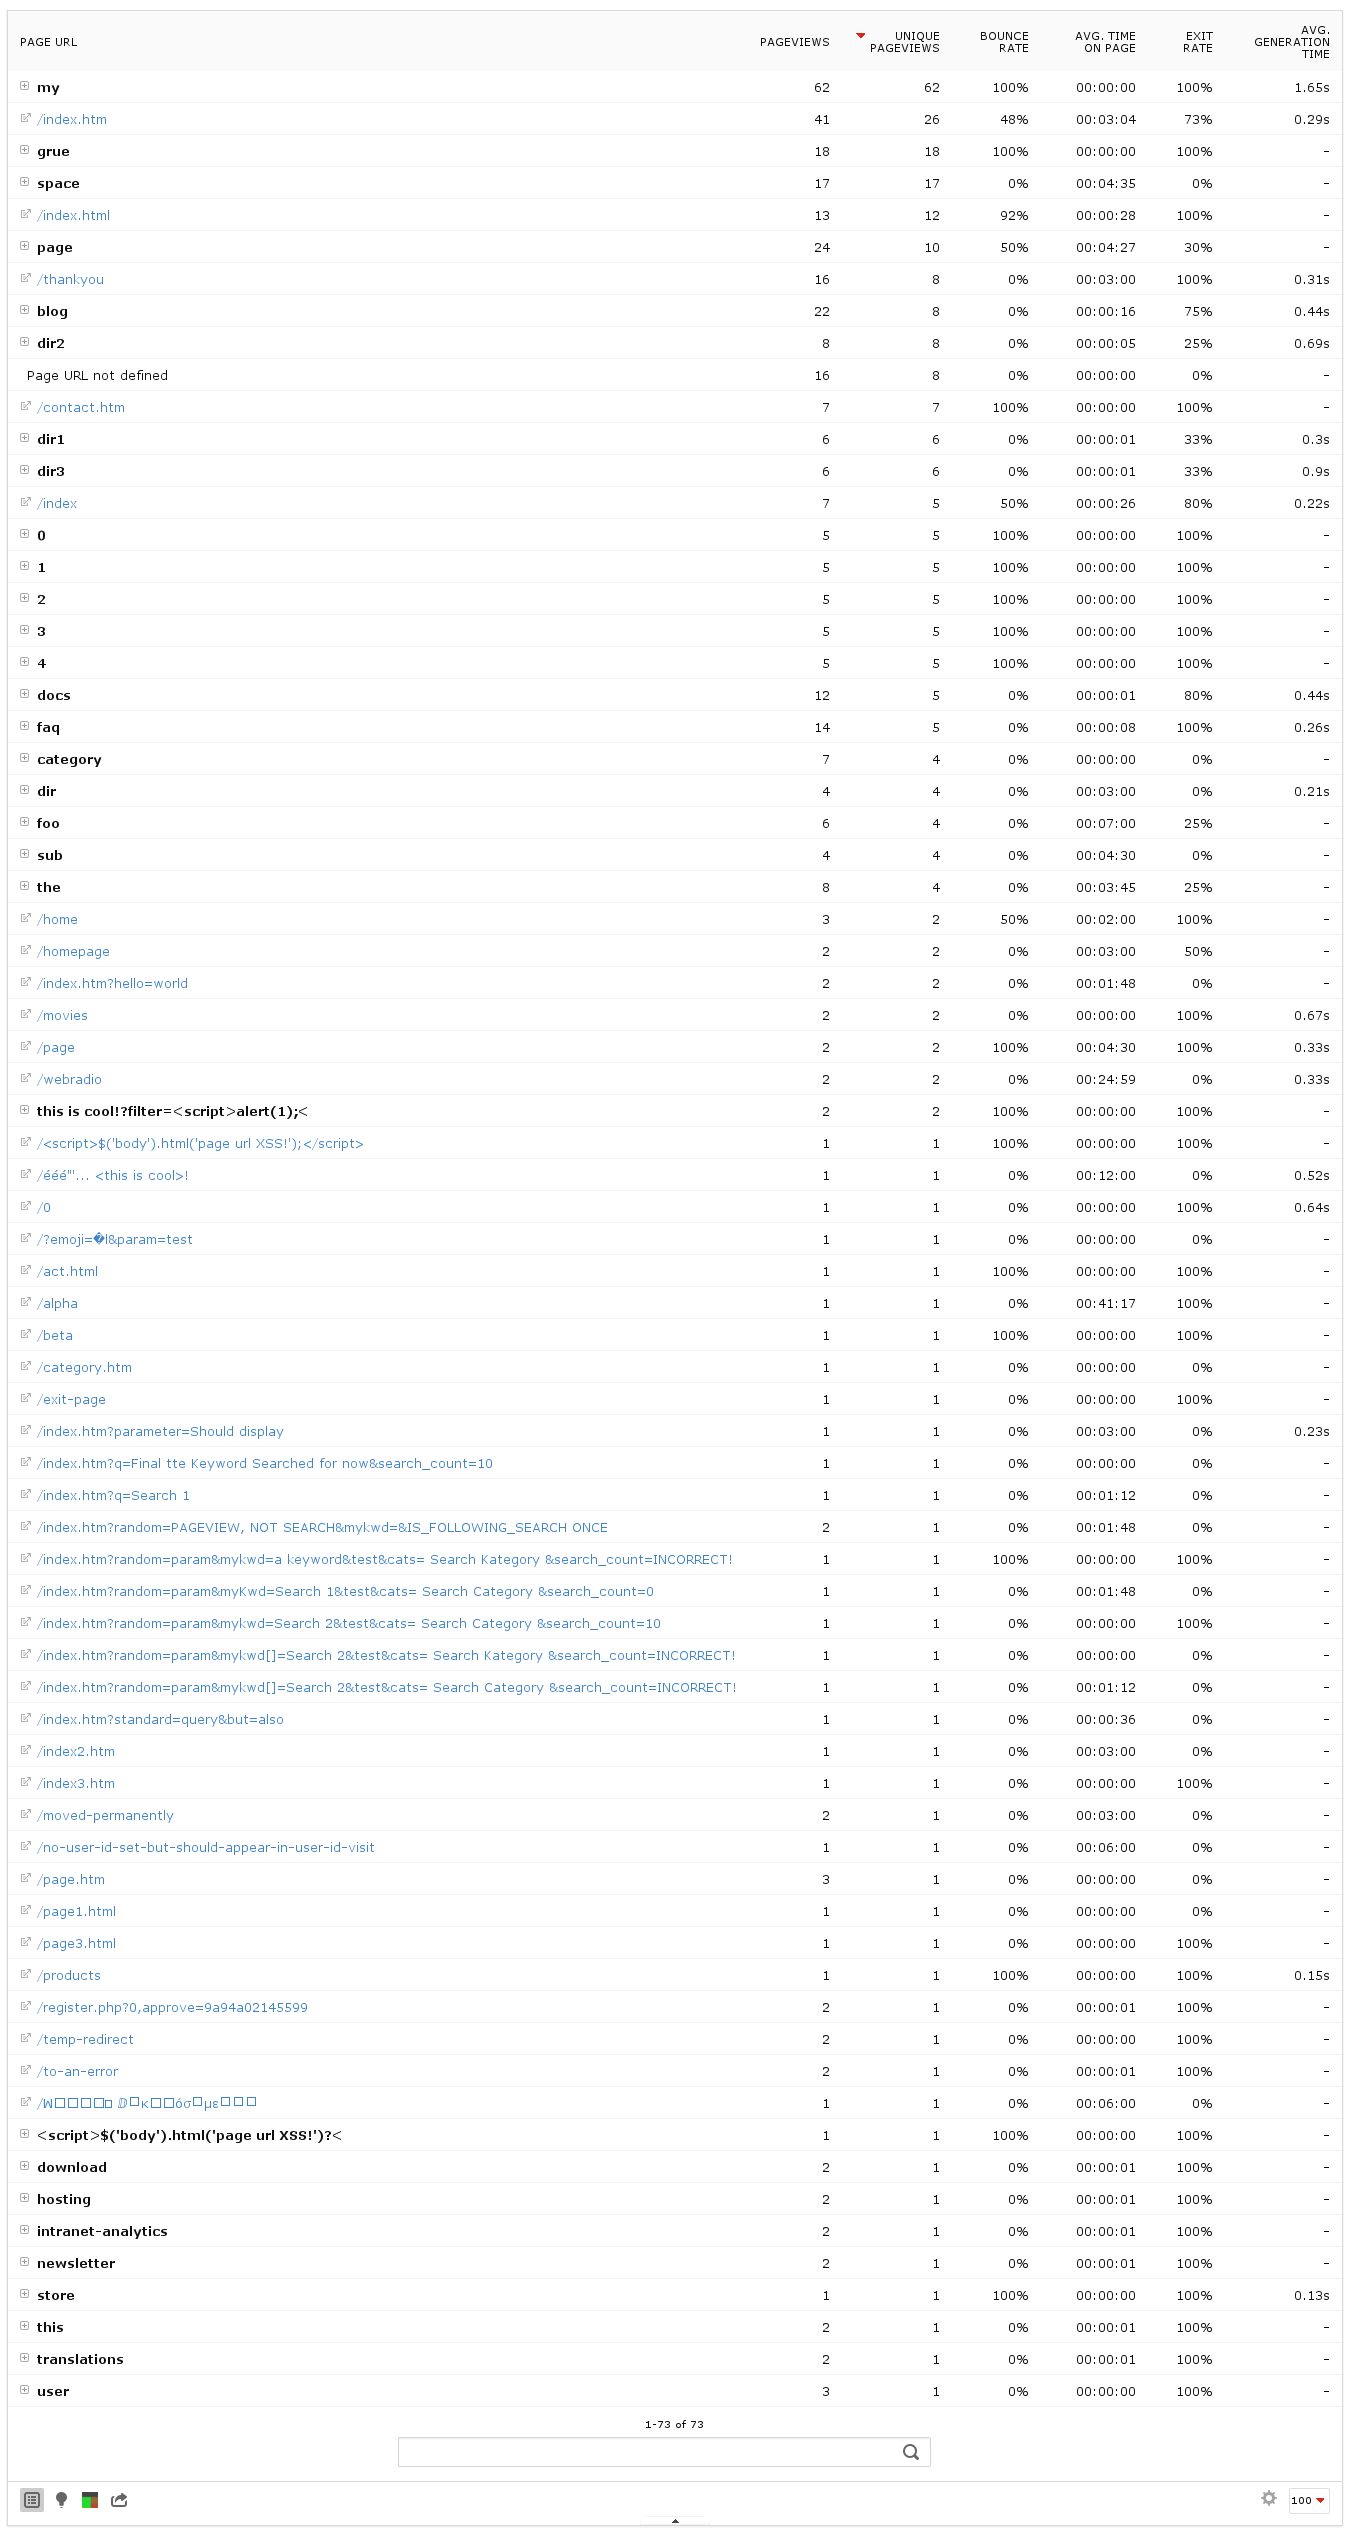 PAGE URL PAGEVIEWS UNIQUE PAGEVIEWS BOUNCE RATE AVG. TIME ON PAGE EXIT RATE AVG. GENERATION TIME
my 62 62 100% 00:00:00 100% 1.65s
/index.htm 41 26 48% 00:03:04 73% 0.29s
grue 18 18 100% 00:00:00 100% -
space 17 17 0% 00:04:35 0% -
/index.html 13 12 92% 00:00:28 100% -
page 24 10 50% 00:04:27 30% -
/thankyou 16 8 0% 00:03:00 100% 0.31s
blog 22 8 0% 00:00:16 75% 0.44s
dir2 8 8 0% 00:00:05 25% 0.69s
Page URL not defined 16 8 0% 00:00:00 0% -
/contact.htm 7 7 100% 00:00:00 100% -
dir1 6 6 0% 00:00:01 33% 0.3s
dir3 6 6 0% 00:00:01 33% 0.9s
/index 7 5 50% 00:00:26 80% 0.22s
0 5 5 100% 00:00:00 100% -
1 5 5 100% 00:00:00 100% -
2 5 5 100% 00:00:00 100% -
3 5 5 100% 00:00:00 100% -
4 5 5 100% 00:00:00 100% -
docs 12 5 0% 00:00:01 80% 0.44s
faq 14 5 0% 00:00:08 100% 0.26s
category 7 4 0% 00:00:00 0% -
dir 4 4 0% 00:03:00 0% 0.21s
foo 6 4 0% 00:07:00 25% -
sub 4 4 0% 00:04:30 0% -
the 8 4 0% 00:03:45 25% -
/home 3 2 50% 00:02:00 100% -
/homepage 2 2 0% 00:03:00 50% -
/index.htm?hello=world 2 2 0% 00:01:48 0% -
/movies 2 2 0% 00:00:00 100% 0.67s
/page 2 2 100% 00:04:30 100% 0.33s
/webradio 2 2 0% 00:24:59 0% 0.33s
this is cool!?filter=<script>alert(1);< 2 2 100% 00:00:00 100% -
/<script>$('body').html('page url XSS!');</script> 1 1 100% 00:00:00 100% -
/ééé"'... <this is cool>! 1 1 0% 00:12:00 0% 0.52s
/0 1 1 0% 00:00:00 100% 0.64s
/?emoji=�l&param=test 1 1 0% 00:00:00 0% -
/act.html 1 1 100% 00:00:00 100% -
/alpha 1 1 0% 00:41:17 100% -
/beta 1 1 100% 00:00:00 100% -
/category.htm 1 1 0% 00:00:00 0% -
/exit-page 1 1 0% 00:00:00 100% -
/index.htm?parameter=Should display 1 1 0% 00:03:00 0% 0.23s
/index.htm?q=Final tte Keyword Searched for now&search_count=10 1 1 0% 00:00:00 0% -
/index.htm?q=Search 1 1 1 0% 00:01:12 0% -
/index.htm?random=PAGEVIEW, NOT SEARCH&mykwd=&IS_FOLLOWING_SEARCH ONCE 2 1 0% 00:01:48 0% -
/index.htm?random=param&mykwd=a keyword&test&cats= Search Kategory &search_count=INCORRECT! 1 1 100% 00:00:00 100% -
/index.htm?random=param&myKwd=Search 1&test&cats= Search Category &search_count=0 1 1 0% 00:01:48 0% -
/index.htm?random=param&mykwd=Search 2&test&cats= Search Category &search_count=10 1 1 0% 00:00:00 100% -
/index.htm?random=param&mykwd[]=Search 2&test&cats= Search Kategory &search_count=INCORRECT! 1 1 0% 00:00:00 0% -
/index.htm?random=param&mykwd[]=Search 2&test&cats= Search Category &search_count=INCORRECT! 1 1 0% 00:01:12 0% -
/index.htm?standard=query&but=also 1 1 0% 00:00:36 0% -
/index2.htm 1 1 0% 00:03:00 0% -
/index3.htm 1 1 0% 00:00:00 100% -
/moved-permanently 2 1 0% 00:03:00 0% -
/no-user-id-set-but-should-appear-in-user-id-visit 1 1 0% 00:06:00 0% -
/page.htm 3 1 0% 00:00:00 0% -
/page1.html 1 1 0% 00:00:00 0% -
/page3.html 1 1 0% 00:00:00 100% -
/products 1 1 100% 00:00:00 100% 0.15s
/register.php?0,approve=9a94a02145599 2 1 0% 00:00:01 100% -
/temp-redirect 2 1 0% 00:00:00 100% -
/to-an-error 2 1 0% 00:00:01 100% -
1 1 0% 00:06:00 0% -
<script>$('body').html('page url XSS!')?< 1 1 100% 00:00:00 100% -
download 2 1 0% 00:00:01 100% -
hosting 2 1 0% 00:00:01 100% -
intranet-analytics 2 1 0% 00:00:01 100% -
newsletter 2 1 0% 00:00:01 100% -
store 1 1 100% 00:00:00 100% 0.13s
this 2 1 0% 00:00:01 100% -
translations 2 1 0% 00:00:01 100% -
user 3 1 0% 00:00:00 100% -
1-73 of 73
100